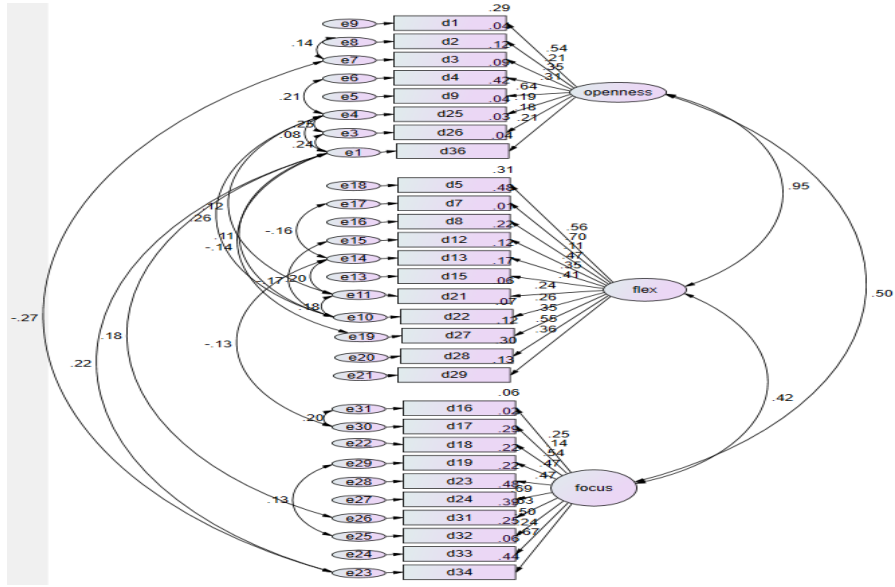 .29
e9 d1 .04
e8 d2 .12 .54
.14 e7 d3 .09 .21
.35
e6 d4 .42 .31
.21 e5 d9 .04 .64 openness
.19
e4 d25 .03 .18
.25 e3 d26 .04 .21
.08
.24 e1 d36
.31
e18 d5 .48
.95
e17 d7 .01
.12
.26 e16 d8 .22 .56
.70
.11 -.16 e15 d12 .12 .11
-.14 e14 d13 .17 .47
.35
.17 .20 e13 d15 .06 .41
e11 d21 .07 .24 flex
.50
.18 e10 d22 .12 .26
.35
-.27 .18 e19 d27 .30 .55
-.13 e20 d28 .13 .36
.22 e21 d29
.42
.06
e31 d16 .02
.20 e30 d17 .29 .25
.14
e22 d18 .22 .54
e29 d19 .22 .47
.47
e28 d23 .48 .69 focus
.13 e27 d24 .39
e26 d31 .25 .50
.24
e25 d32 .06 .67
e24 d33 .44
e23 d34